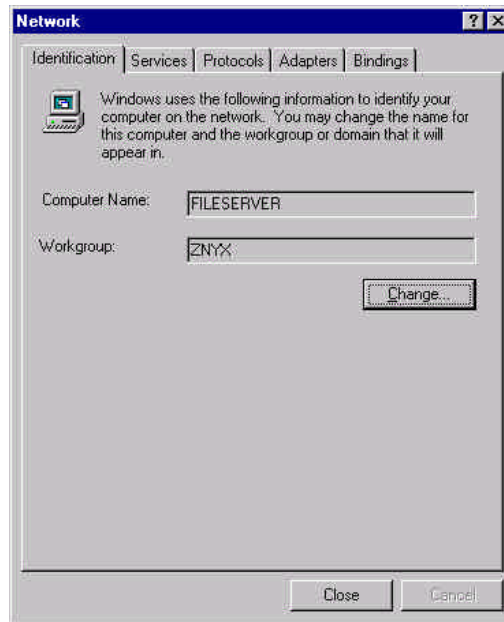 Network
Identification Services Protocols Adapters Bindings
Windows uses the following information to identify your
computer on the network. You may change the name for
this computer and the workgroup or domain that it will
appear in.
Computer Name: FILESERVER
Workgroup: ZNYX
Change...
Close Cancel